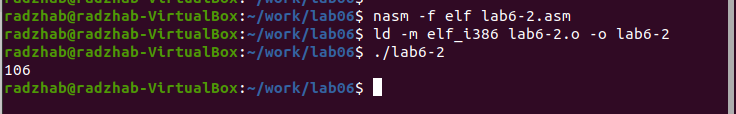 radzhab@radzhab-VirtualBox:~/work/lab06$ nasm -f elf lab6-2.asm
radzhab@radzhab-VirtualBox:~/work/lab06$ ld -m elf_i386 lab6-2.o -o lab6-2
radzhab@radzhab-VirtualBox:~/work/lab06$ ./lab6-2
106
radzhab@radzhab-VirtualBox:~/work/lab06$